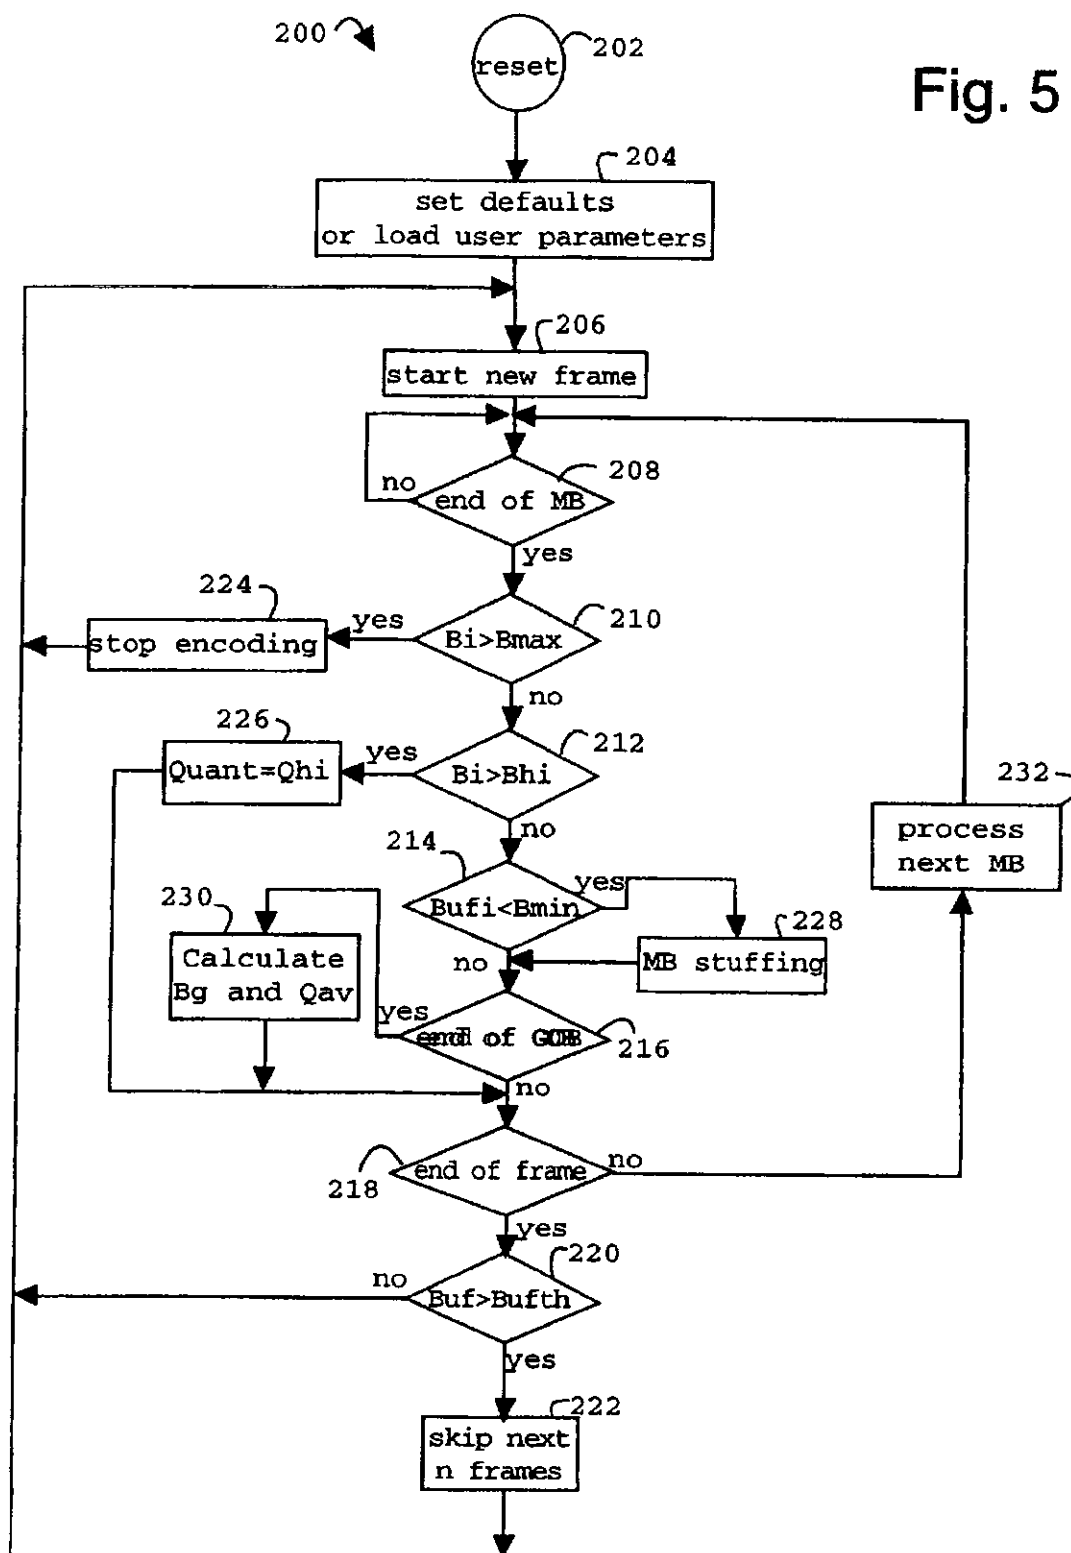 200
202
reset
Fig. 5
204
set defaults
or load user parameters
206
start new frame
208
no
end of MB
yes
224
yes
210
stop encoding
Bi>Bmax
no
226
212
yes
Quant=Qhi
Bi>Bhi
232
no
process
next MB
214
yes
230
Bufi<Bmin
228
Calculate
Bg and Qav
no
MB stuffing
yes
end of GOB
216
no
218
end of frame
no
yes
220
no
Buf>Bufth
yes
222
skip next
n frames